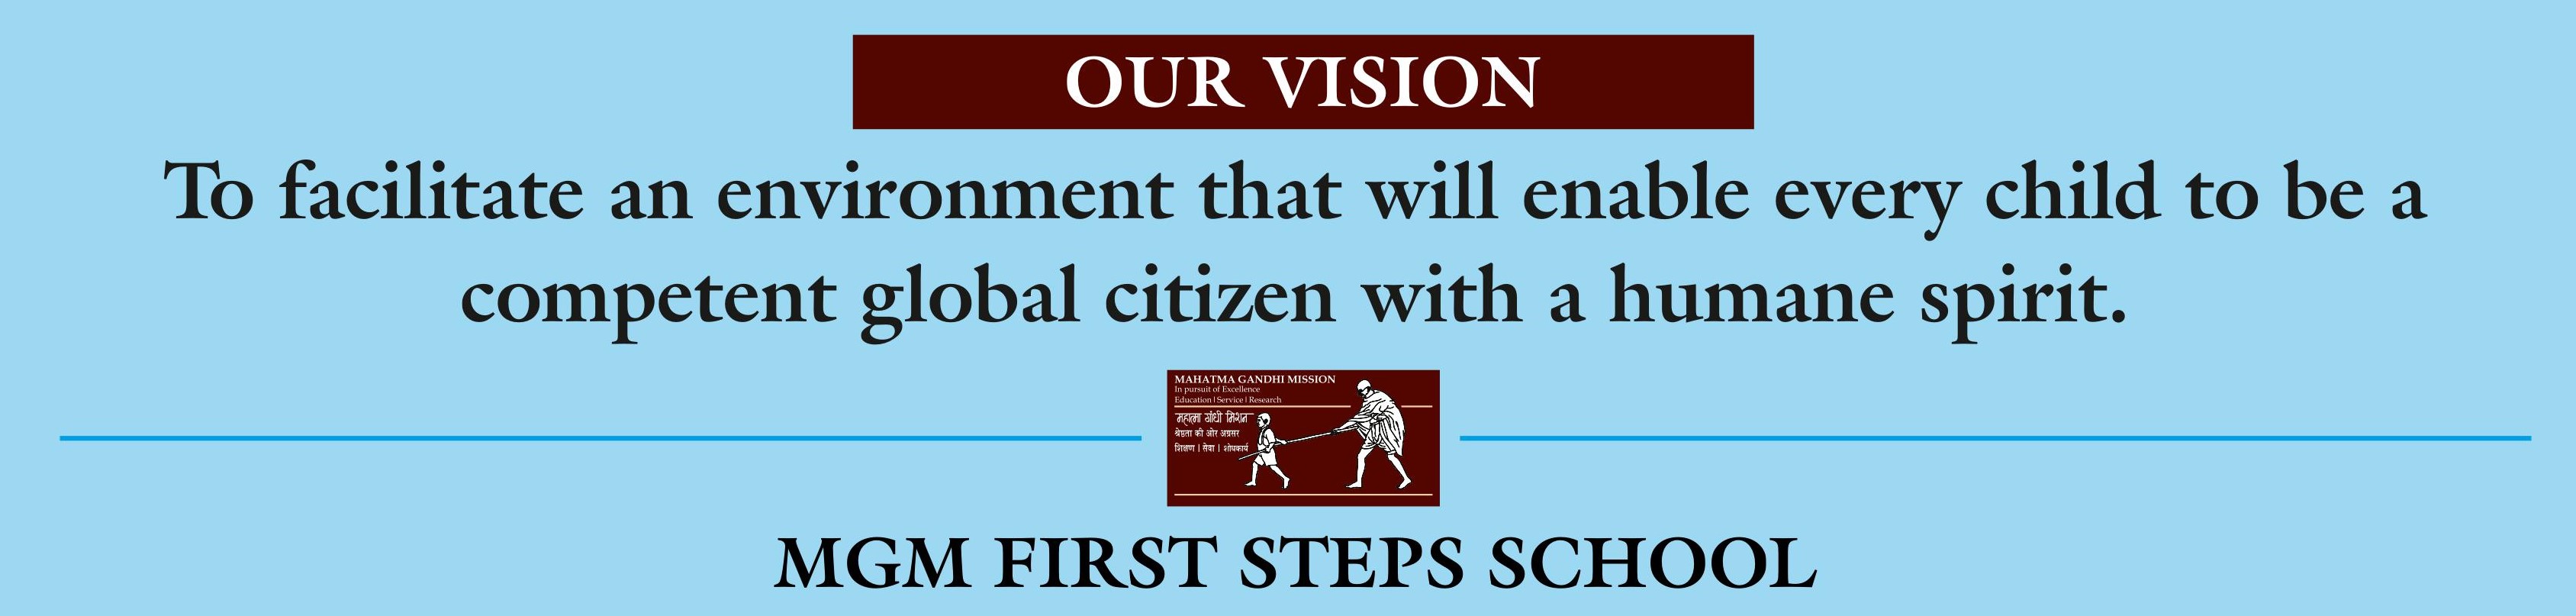 OUR VISION
To facilitate an environment that will enable every child to be a
competent global citizen with a humane spirit.
MAHATMA GANDHI MISSION
In pursuit of Excellence
Education | Service | Research
महात्मा गांधी मिशन
श्रेष्ठता की ओर अग्रसर
शिक्षण | सेवा | शोधकार्य
MGM FIRST STEPS SCHOOL